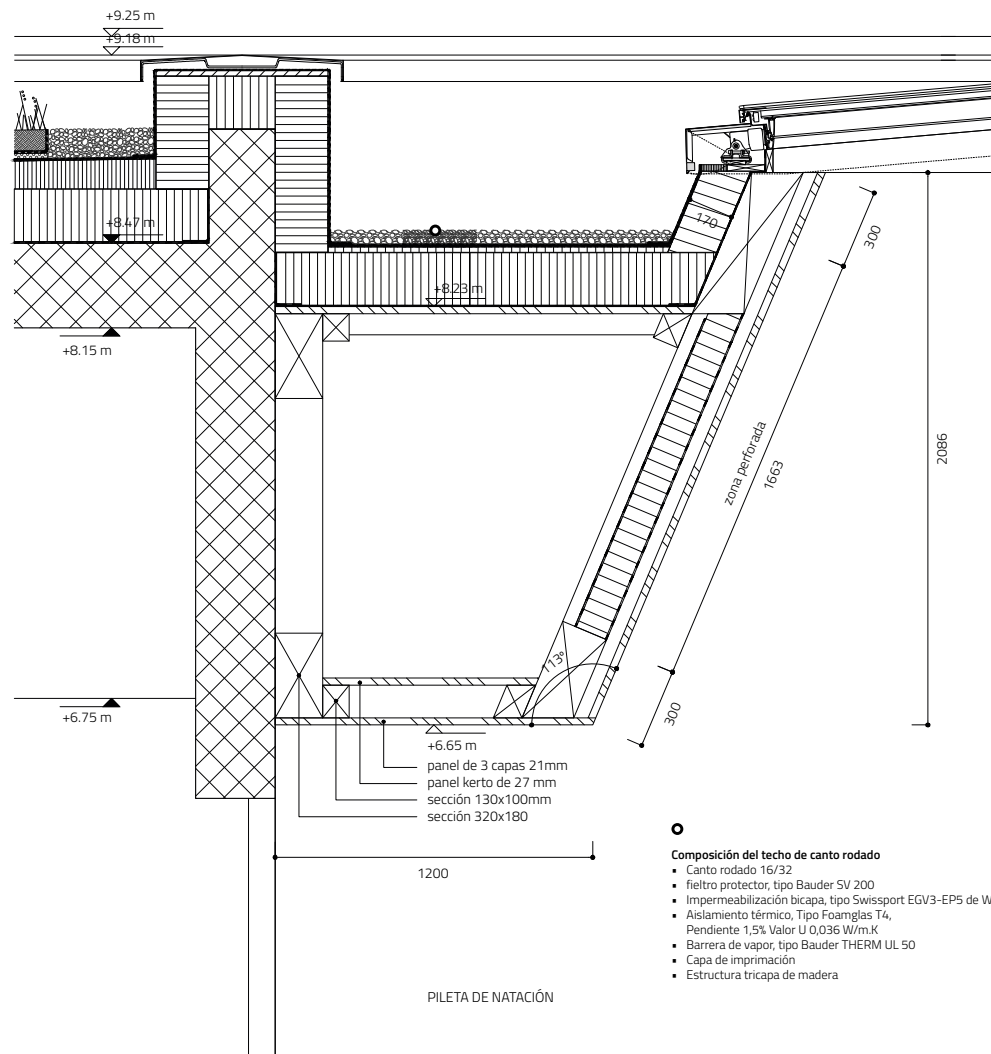 +9.25 m
+9.18 m
+8.47 m
170
300
+8.23 m
+8.15 m
zona perforada
1663
2086
113º
300
+6.75 m
+6.65 m
panel de 3 capas 21mm
panel kerto de 27 mm
sección 130x100mm
sección 320x180
1200
Composición del techo de canto rodado
▪ Canto rodado 16/32
▪ fieltro protector, tipo Bauder SV 200
▪ Impermeabilización bicapa, tipo Swissport EGV3-EP5 de W
▪ Aislamiento térmico, Tipo Foamglas T4,
Pendiente 1,5% Valor U 0,036 W/m.K
▪ Barrera de vapor, tipo Bauder THERM UL 50
▪ Capa de imprimación
▪ Estructura tricapa de madera
PILETA DE NATACIÓN